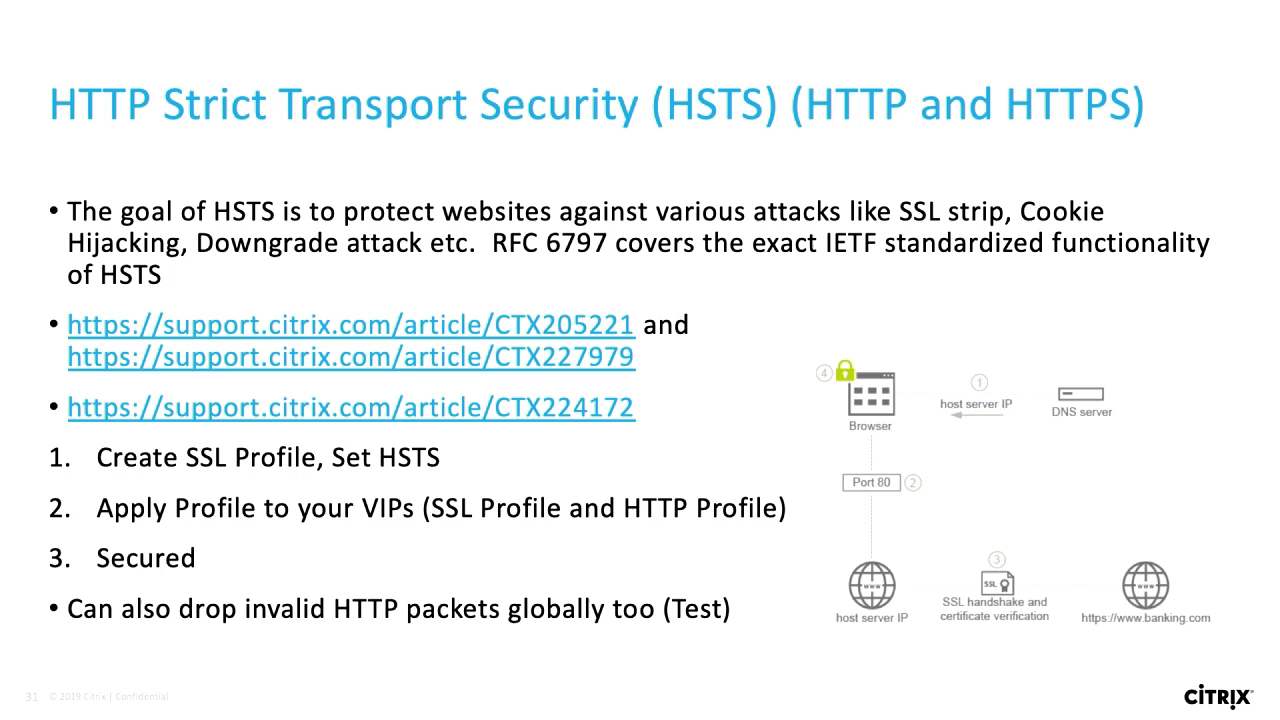 HTTP Strict Transport Security (HSTS) (HTTP and HTTPS)
• The goal of HSTS is to protect websites against various attacks like SSL strip, Cookie
Hijacking, Downgrade attack etc.  RFC 6797 covers the exact IETF standardized functionality
of HSTS
• https://support.citrix.com/article/CTX205221 and
https://support.citrix.com/article/CTX227979
• https://support.citrix.com/article/CTX224172
1. Create SSL Profile, Set HSTS
2. Apply Profile to your VIPs (SSL Profile and HTTP Profile)
3. Secured
• Can also drop invalid HTTP packets globally too (Test)
4
Browser
1
host server IP
DNS server
Port 80
2
www
host server IP
3
SSL
SSL handshake and
certificate verification
www
https://www.banking.com
31 © 2019 Citrix | Confidential
CITRIX